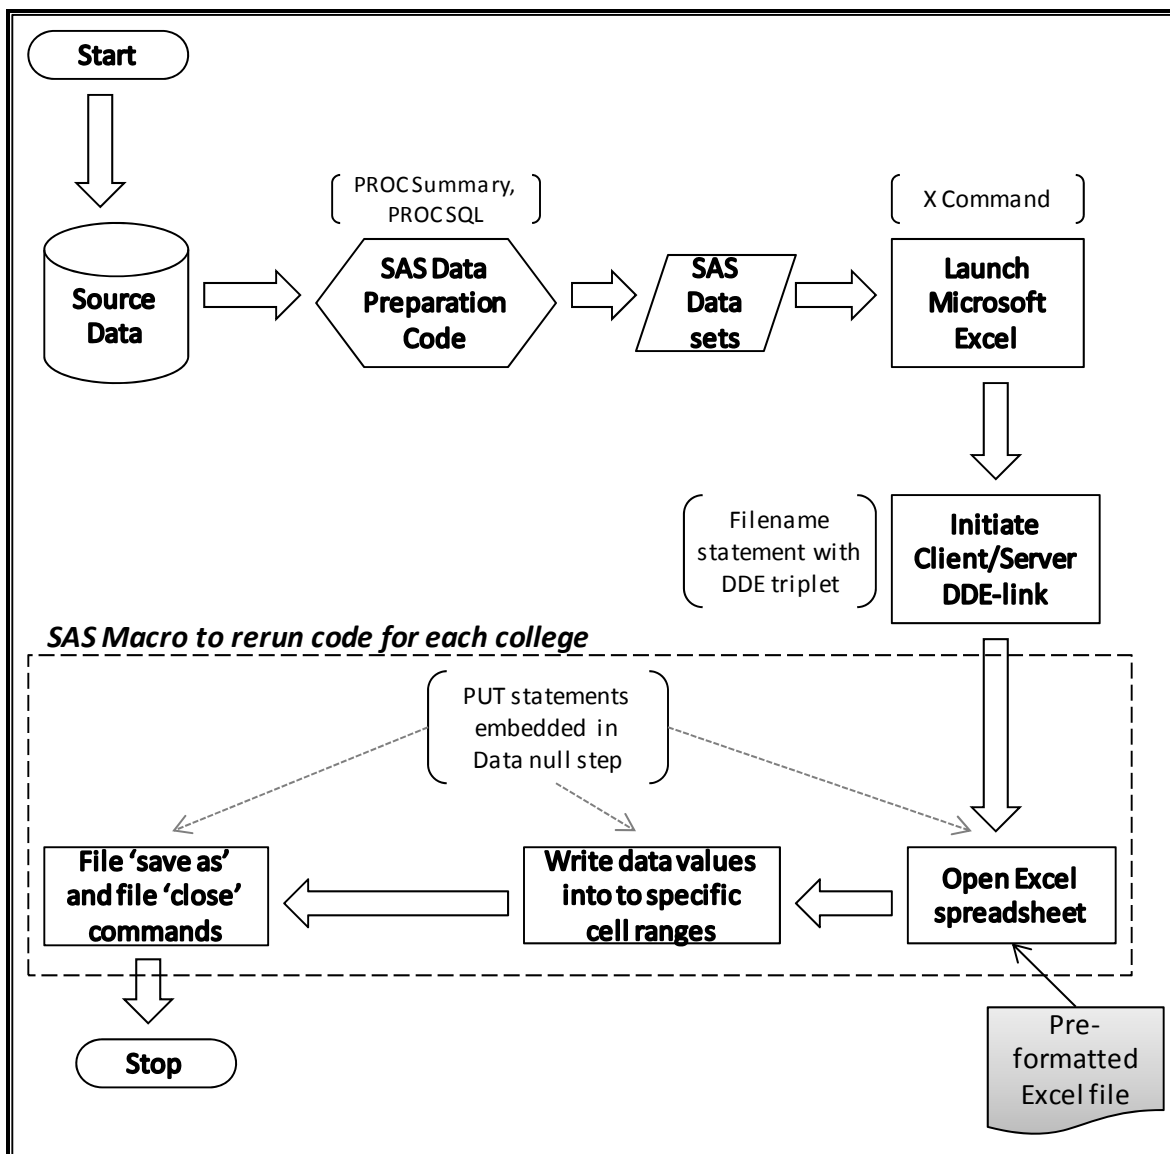 Start
PROC Summary,
PROC SQL
X Command
Source
Data
SAS Data
Preparation
Code
SAS
Data
sets
Launch
Microsoft
Excel
Filename
statement with
DDE triplet
Initiate
Client/Server
DDE-link
SAS Macro to rerun code for each college
PUT statements
embedded in
Data null step
File ‘save as’
and file ‘close’
commands
Write data values
into to specific
cell ranges
Open Excel
spreadsheet
Stop
Pre-
formatted
Excel file